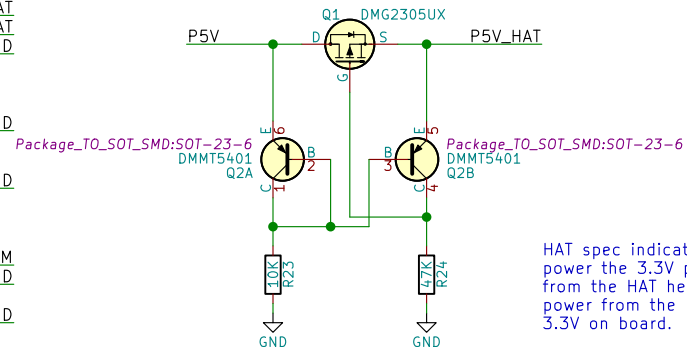 AT
AT
D
D
D
M
D
D
Q1 DMG2305UX
P5V D S P5V_HAT
G
E 6 E 5
Package_TO_SOT_SMD:SOT-23-6 Package_TO_SOT_SMD:SOT-23-6
DMMT5401 B B DMMT5401
Q2A 2 3 Q2B
C 1 C 4
10K R23 47K R24
GND GND
HAT spec indicat
power the 3.3V p
from the HAT he
power from the
3.3V on board.